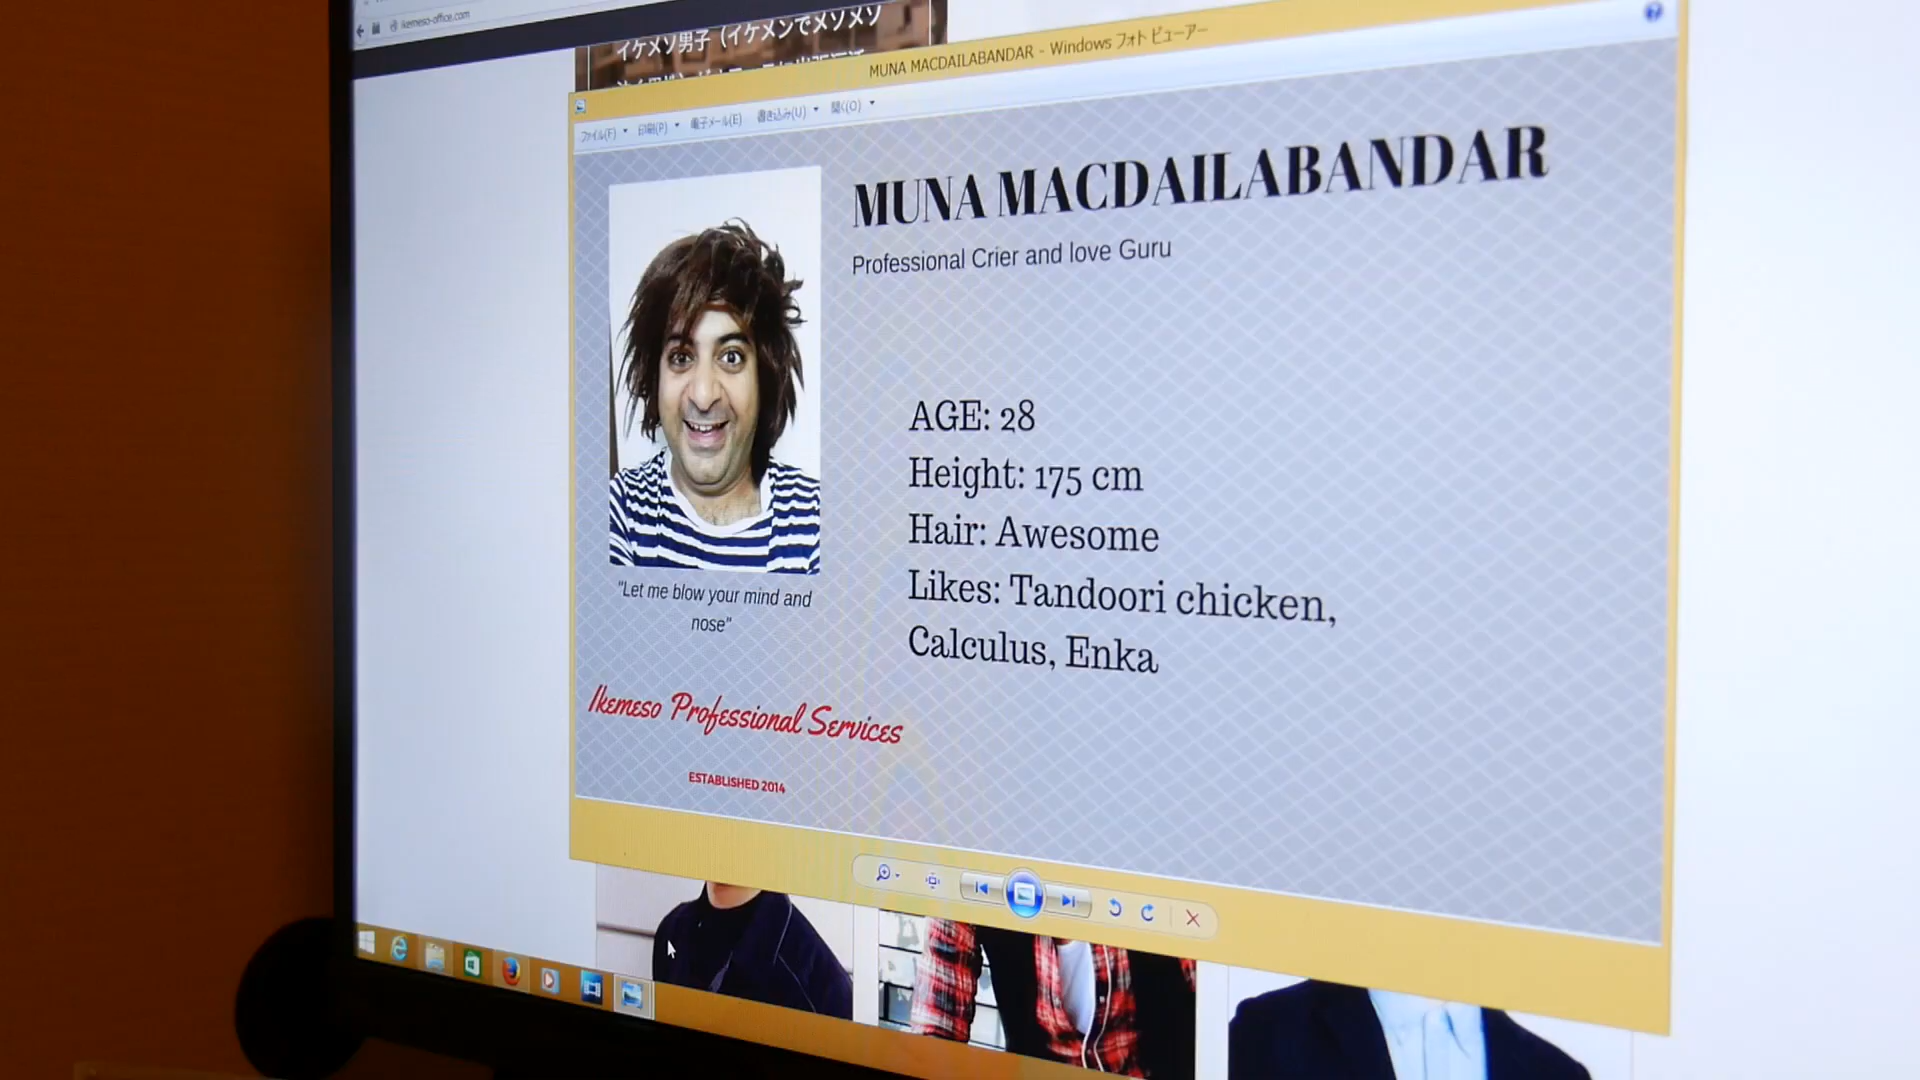 ikemeso-office.com
イケメソ男子（イケメンでメソメソ
MUNA MACDAILABANDAR - Windows フォト ビューアー
ファイル(F) 印刷(P) 電子メール(E) 書き込み(U) 開く(O)
MUNA MACDAILABANDAR
Professional Crier and love Guru
AGE: 28
Height: 175 cm
Hair: Awesome
Likes: Tandoori chicken,
Calculus, Enka
"Let me blow your mind and
nose"
Ikemeso Professional Services
ESTABLISHED 2014